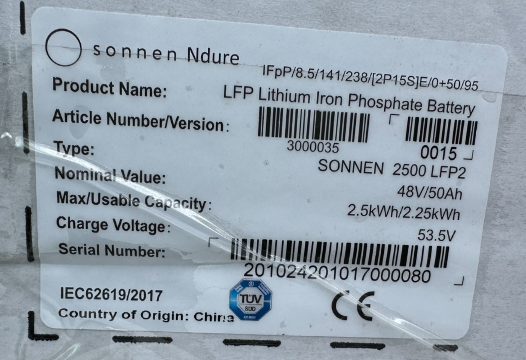 sonnen Ndure
IFpP/8.5/141/238/[2P15S]E/0+50/95
Product Name: LFP Lithium Iron Phosphate Battery
Article Number/Version: 3000035 0015
Type: SONNEN 2500 LFP2
Nominal Value: 48V/50Ah
Max/Usable Capacity: 2.5kWh/2.25kWh
Charge Voltage: 53.5V
Serial Number: 201024201017000080
IEC62619/2017
TÜV
SÜD
CE
Country of Origin: China